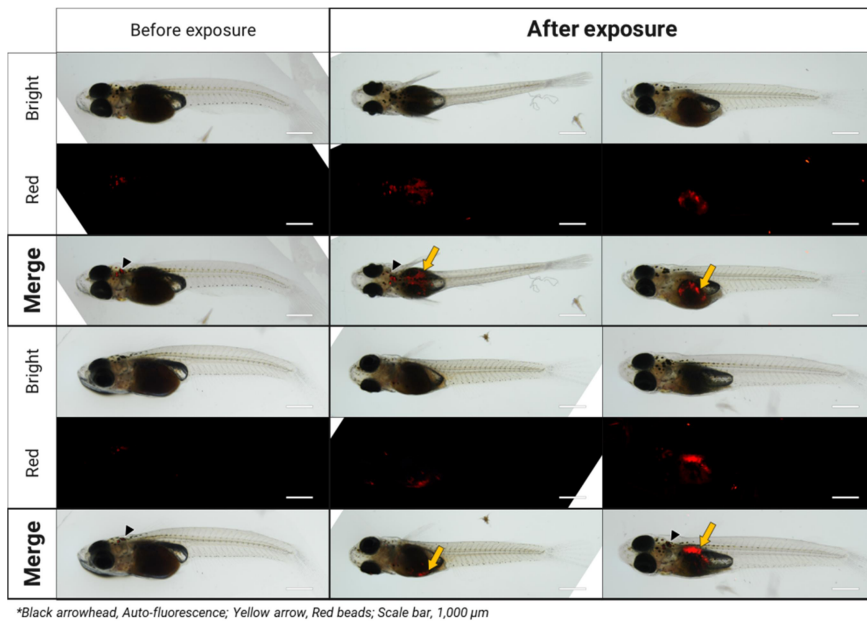 Before exposure
After exposure
Bright
Red
Merge
Bright
Red
Merge
*Black arrowhead, Auto-fluorescence; Yellow arrow, Red beads; Scale bar, 1,000 μm